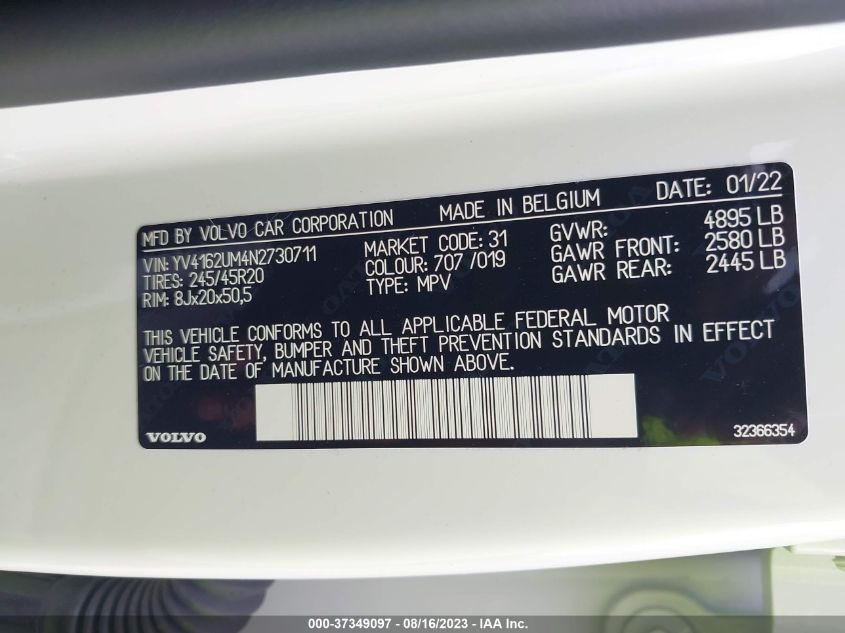 MFD BY VOLVO CAR CORPORATION MADE IN BELGIUM DATE: 01/22
VIN: YV4162UM4N2730711 MARKET CODE: 31 GVWR: 4895 LB
TIRES: 245/45R20 COLOUR: 707 /019 GAWR FRONT: 2580 LB
RIM: 8Jx20x50,5 TYPE: MPV GAWR REAR: 2445 LB
THIS VEHICLE CONFORMS TO ALL APPLICABLE FEDERAL MOTOR
VEHICLE SAFETY, BUMPER AND THEFT PREVENTION STANDARDS IN EFFECT
ON THE DATE OF MANUFACTURE SHOWN ABOVE.
VOLVO 32366354
000-37349097 - 08/16/2023 - IAA Inc.